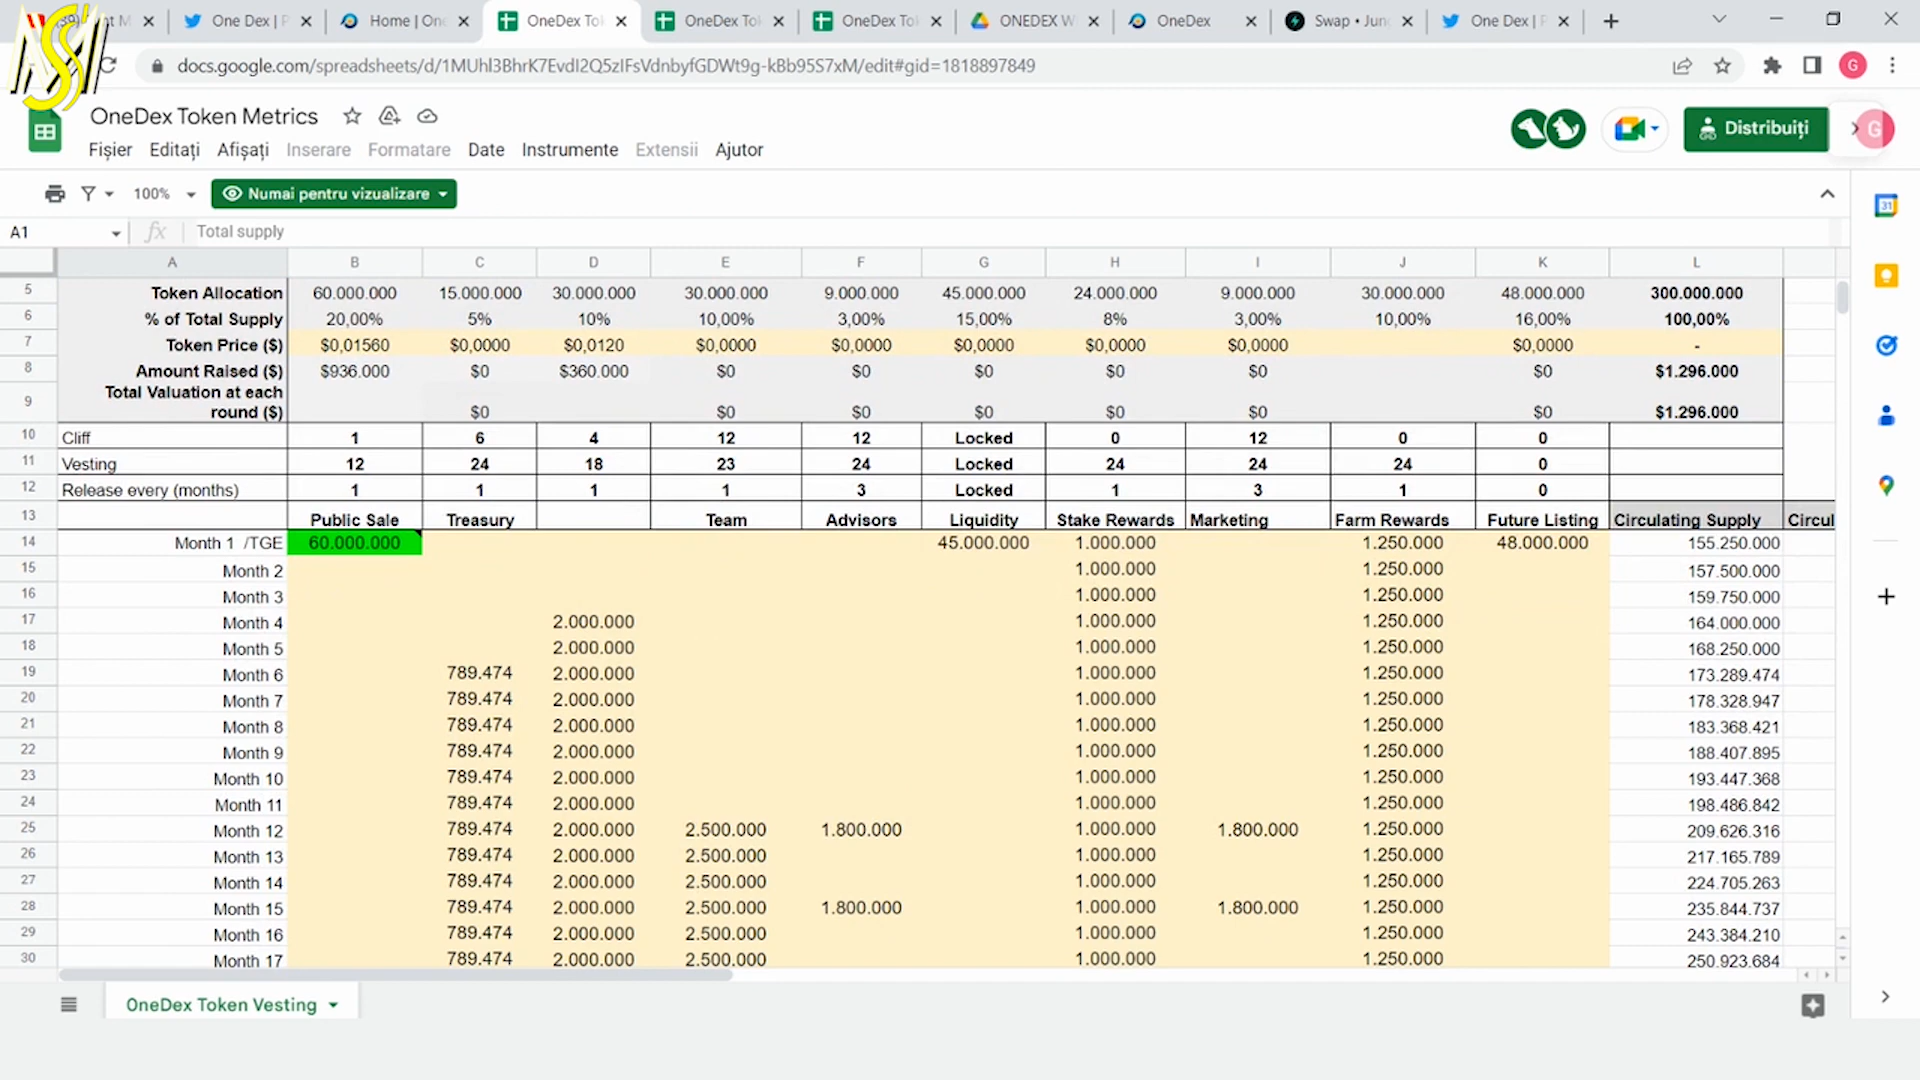 One Dex | P
Home | One
OneDex Tok
OneDex Tok
OneDex Tok
ONEDEX W
OneDex
Swap • Jung
One Dex | P
docs.google.com/spreadsheets/d/1MUhl3BhrK7EvdI2Q5zIFsVdnbyfGDWt9g-kBb95S7xM/edit#gid=1818897849
G
OneDex Token Metrics
Distribuiți
G
Fișier Editați Afișați Inserare Formatare Date Instrumente Extensii Ajutor
100% Numai pentru vizualizare
A1 fx Total supply
A B C D E F G H I J K L
5 Token Allocation 60.000.000 15.000.000 30.000.000 30.000.000 9.000.000 45.000.000 24.000.000 9.000.000 30.000.000 48.000.000 300.000.000
6 % of Total Supply 20,00% 5% 10% 10,00% 3,00% 15,00% 8% 3,00% 10,00% 16,00% 100,00%
7 Token Price ($) $0,01560 $0,0000 $0,0120 $0,0000 $0,0000 $0,0000 $0,0000 $0,0000 $0,0000 -
8 Amount Raised ($) $936.000 $0 $360.000 $0 $0 $0 $0 $0 $0 $1.296.000
Total Valuation at each
9 round ($) $0 $0 $0 $0 $0 $0 $0 $1.296.000
10 Cliff 1 6 4 12 12 Locked 0 12 0 0
11 Vesting 12 24 18 23 24 Locked 24 24 24 0
12 Release every (months) 1 1 1 1 3 Locked 1 3 1 0
13 Public Sale Treasury Team Advisors Liquidity Stake Rewards Marketing Farm Rewards Future Listing Circulating Supply Circul
14 Month 1 /TGE 60.000.000 45.000.000 1.000.000 1.250.000 48.000.000 155.250.000
15 Month 2 1.000.000 1.250.000 157.500.000
16 Month 3 1.000.000 1.250.000 159.750.000
17 Month 4 2.000.000 1.000.000 1.250.000 164.000.000
18 Month 5 2.000.000 1.000.000 1.250.000 168.250.000
19 Month 6 789.474 2.000.000 1.000.000 1.250.000 173.289.474
20 Month 7 789.474 2.000.000 1.000.000 1.250.000 178.328.947
21 Month 8 789.474 2.000.000 1.000.000 1.250.000 183.368.421
22 Month 9 789.474 2.000.000 1.000.000 1.250.000 188.407.895
23 Month 10 789.474 2.000.000 1.000.000 1.250.000 193.447.368
24 Month 11 789.474 2.000.000 1.000.000 1.250.000 198.486.842
25 Month 12 789.474 2.000.000 2.500.000 1.800.000 1.000.000 1.800.000 1.250.000 209.626.316
26 Month 13 789.474 2.000.000 2.500.000 1.000.000 1.250.000 217.165.789
27 Month 14 789.474 2.000.000 2.500.000 1.000.000 1.250.000 224.705.263
28 Month 15 789.474 2.000.000 2.500.000 1.800.000 1.000.000 1.800.000 1.250.000 235.844.737
29 Month 16 789.474 2.000.000 2.500.000 1.000.000 1.250.000 243.384.210
30 Month 17 789.474 2.000.000 2.500.000 1.000.000 1.250.000 250.923.684
OneDex Token Vesting
31